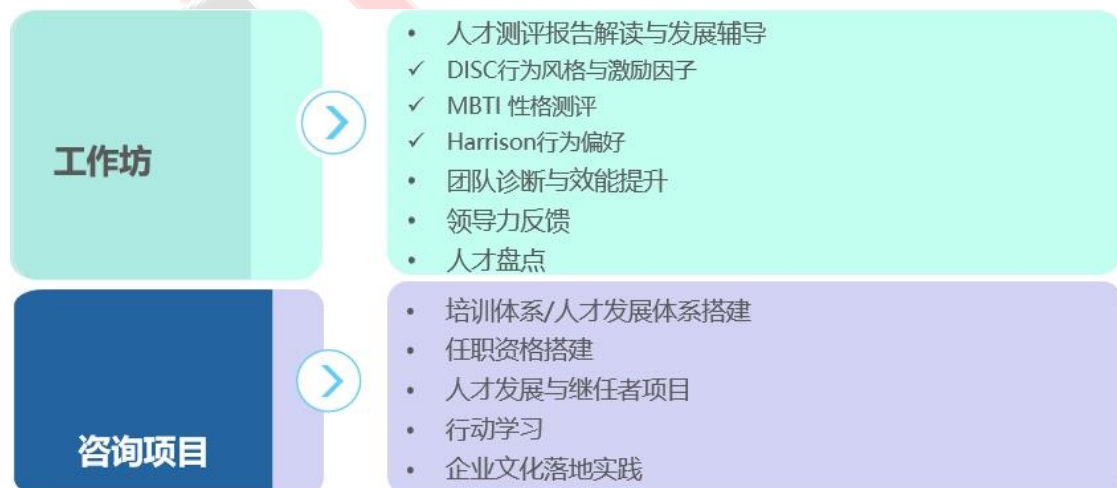 工作坊
• 人才测评报告解读与发展辅导
✓ DISC行为风格与激励因子
✓ MBTI 性格测评
✓ Harrison行为偏好
• 团队诊断与效能提升
• 领导力反馈
• 人才盘点
咨询项目
• 培训体系/人才发展体系搭建
• 任职资格搭建
• 人才发展与继任者项目
• 行动学习
• 企业文化落地实践